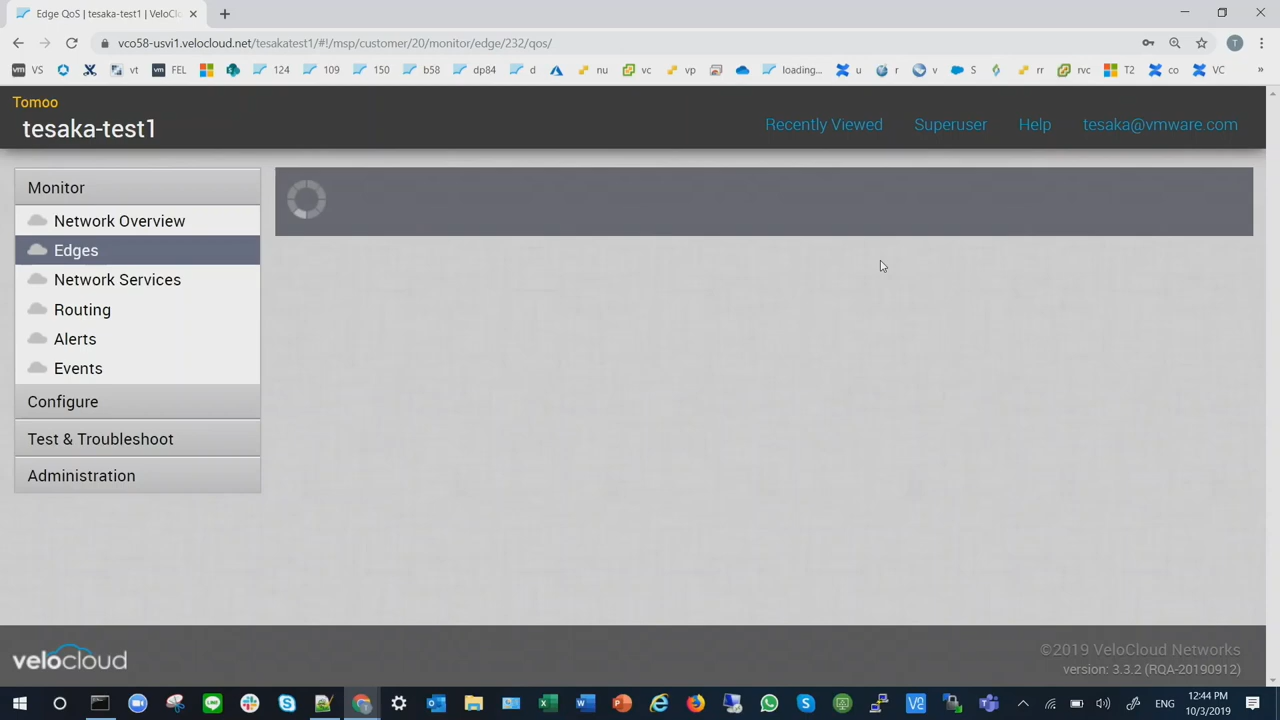 Edge QoS | tesaka-test1 | VeloClo
vco58-usvi1.velocloud.net/tesakatest1/#!/msp/customer/20/monitor/edge/232/qos/
T
VS
vt
FEL
124
109
150
b58
dp84
d
nu
vc
vp
loading...
u
r
v
S
rr
rvc
T2
co
VC
»
Tomoo
tesaka-test1
Recently Viewed
Superuser
Help
tesaka@vmware.com
Monitor
Network Overview
Edges
Network Services
Routing
Alerts
Events
Configure
Test & Troubleshoot
Administration
velocloud
©2019 VeloCloud Networks
version: 3.3.2 (RQA-20190912)
ENG
12:44 PM
10/3/2019